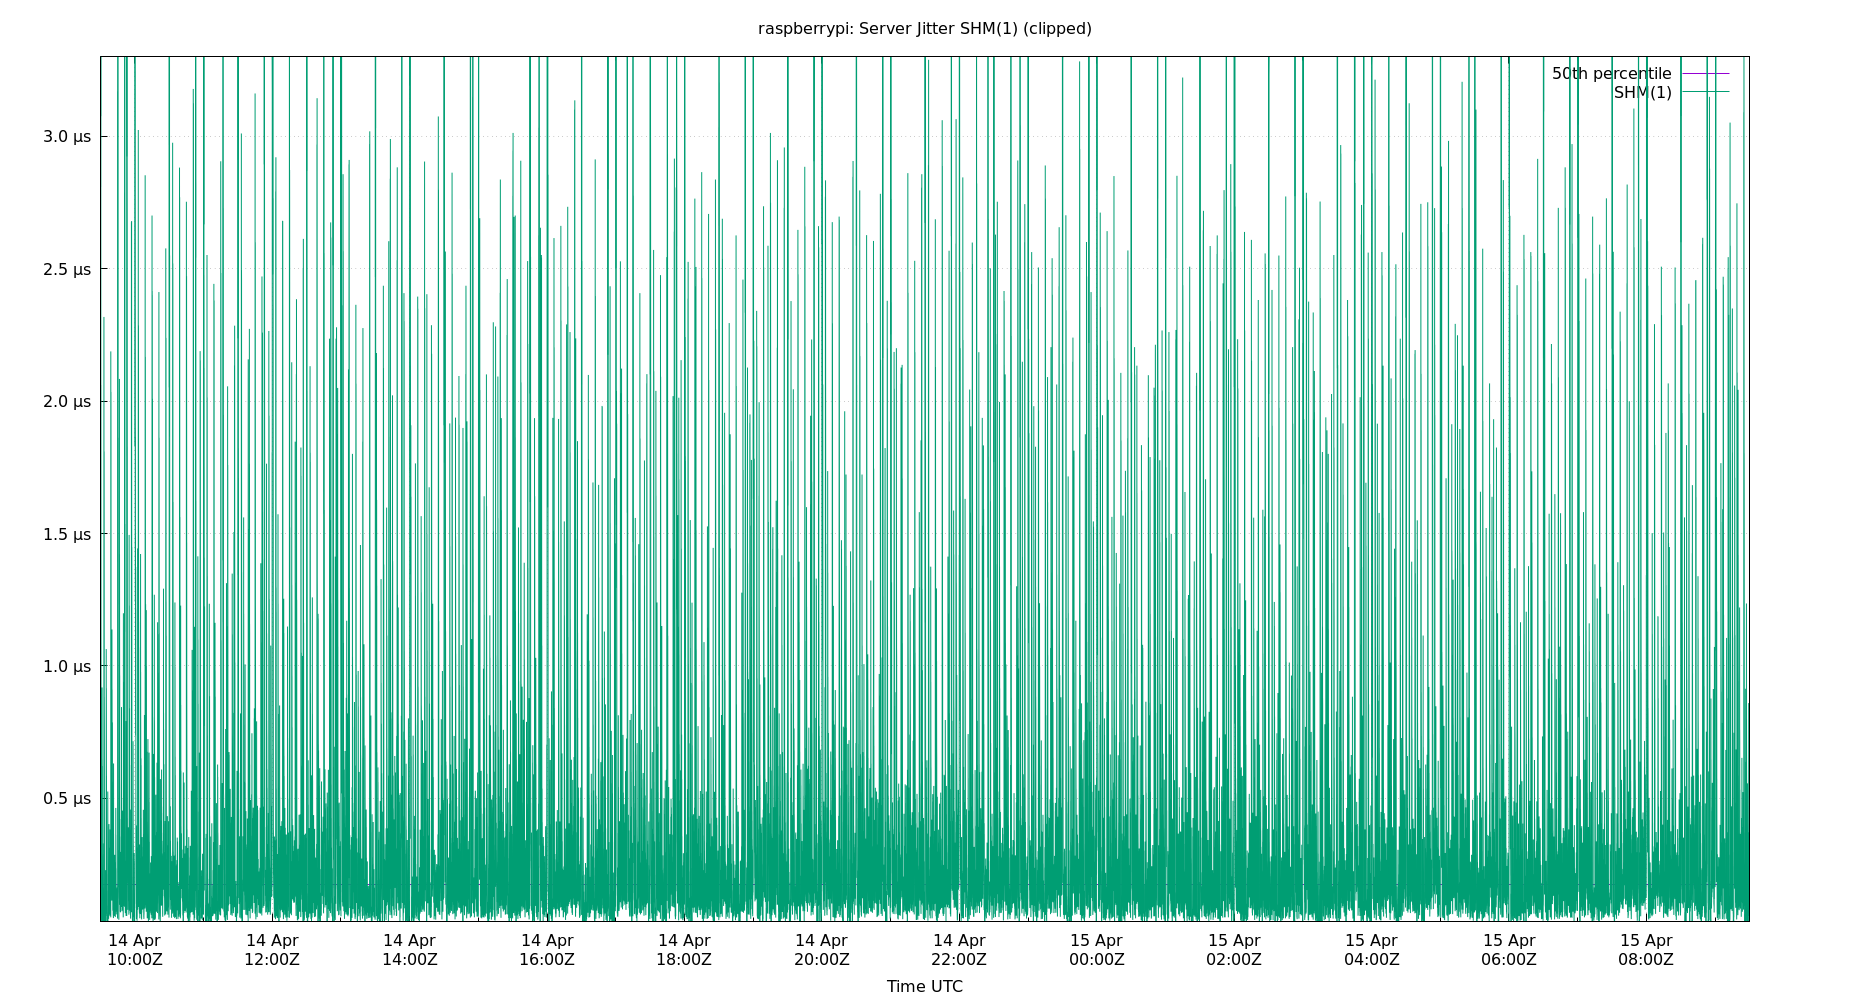 raspberrypi: Server Jitter SHM(1) (clipped)
50th percentile
SHM(1)
3.0 µs
2.5 µs
2.0 µs
1.5 µs
1.0 µs
0.5 µs
14 Apr 14 Apr 14 Apr 14 Apr 14 Apr 14 Apr 14 Apr 15 Apr 15 Apr 15 Apr 15 Apr 15 Apr
10:00Z 12:00Z 14:00Z 16:00Z 18:00Z 20:00Z 22:00Z 00:00Z 02:00Z 04:00Z 06:00Z 08:00Z
Time UTC